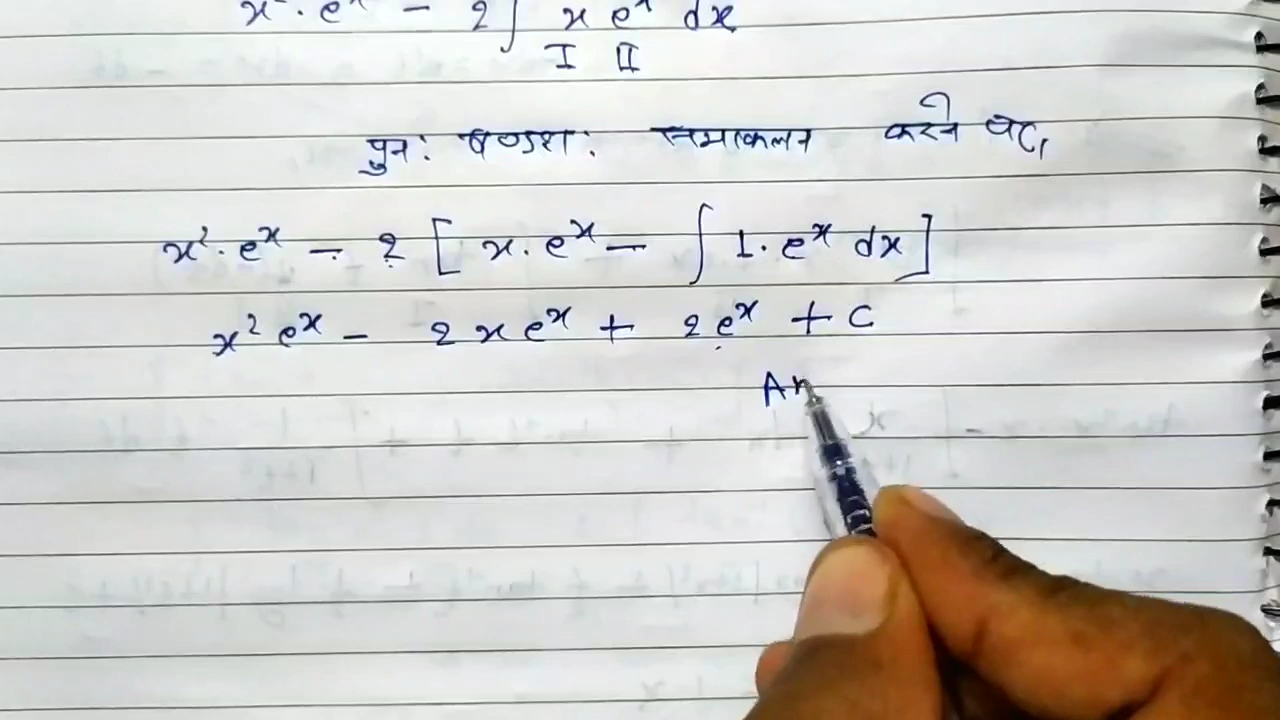 x² · eˣ - 2 ∫ x eˣ dx
I II
पुनः खण्डशः समाकलन करने पर,
x² · eˣ - 2 [ x · eˣ - ∫ 1 · eˣ dx ]
x² eˣ - 2 x eˣ + 2 eˣ + C
An